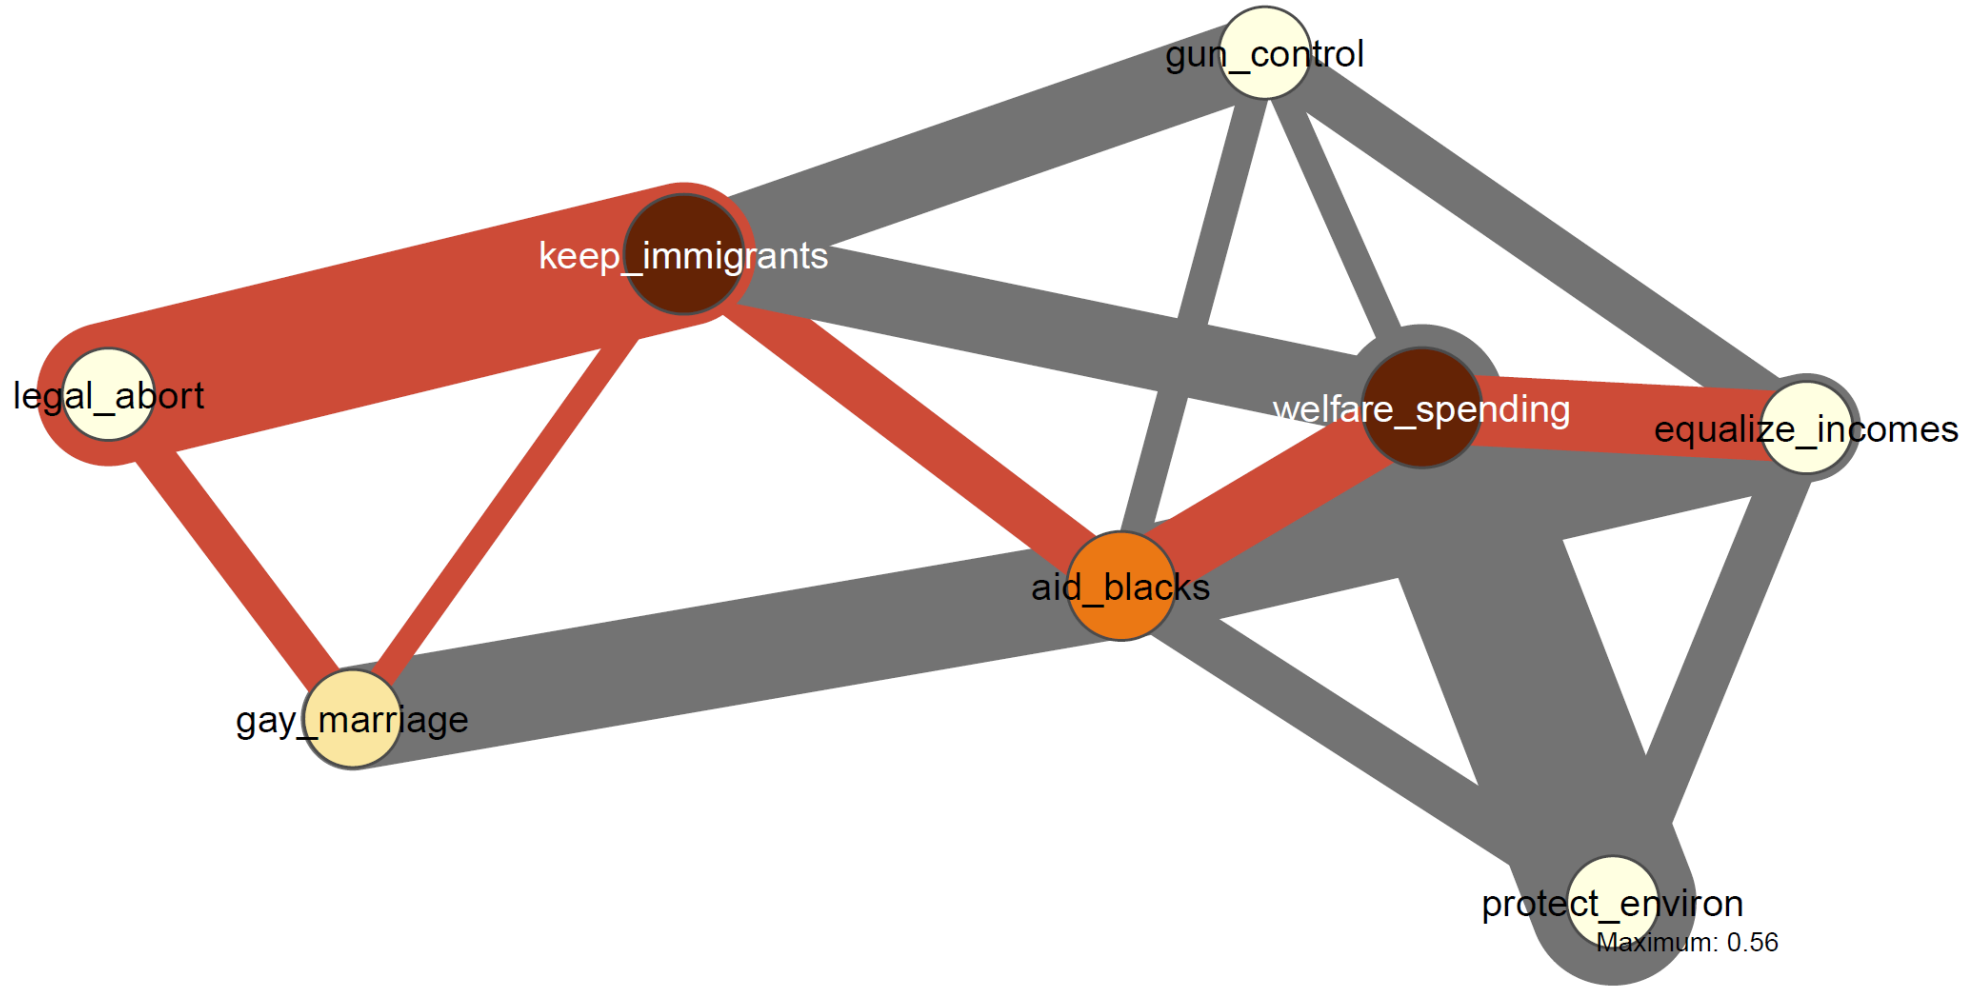 gun_control
keep_immigrants
legal_abort
welfare_spending
equalize_incomes
aid_blacks
gay_marriage
protect_environ
Maximum: 0.56